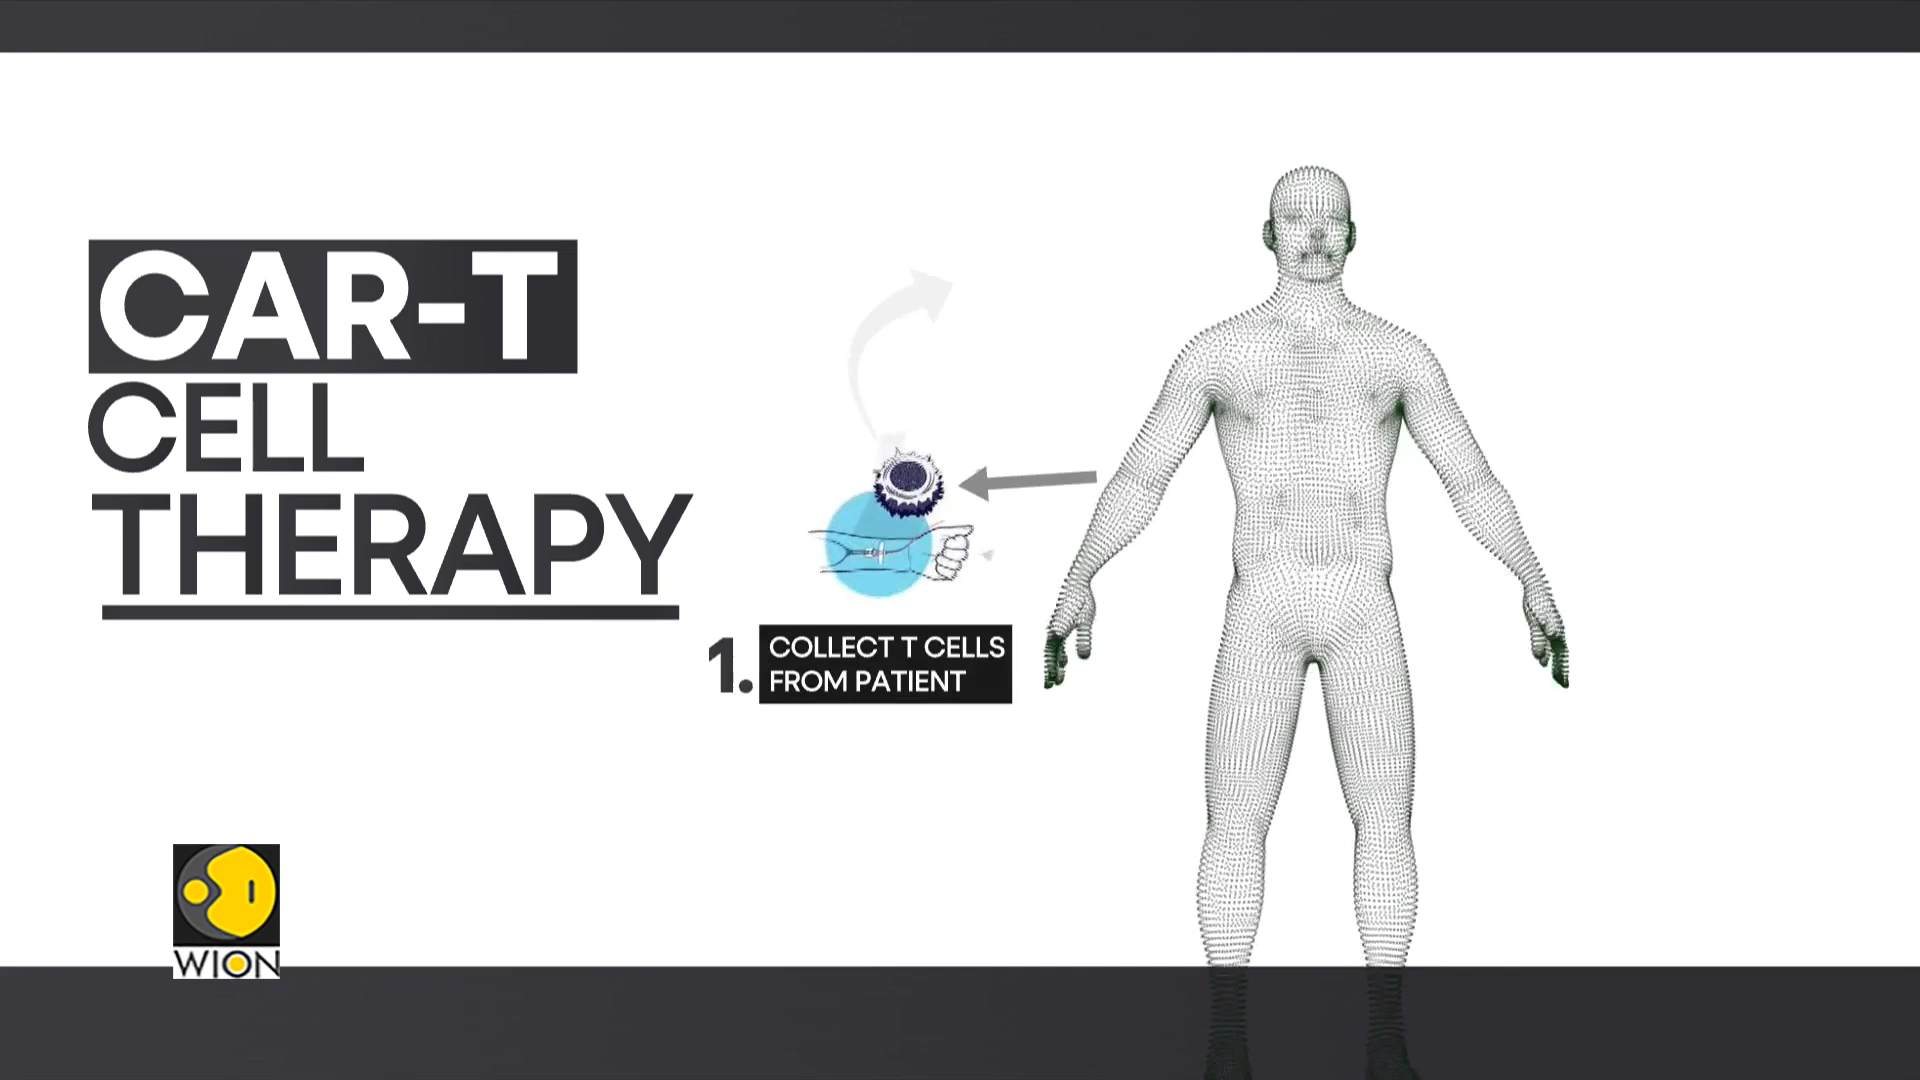 CAR-T
CELL
THERAPY
1. COLLECT T CELLS
FROM PATIENT
WION